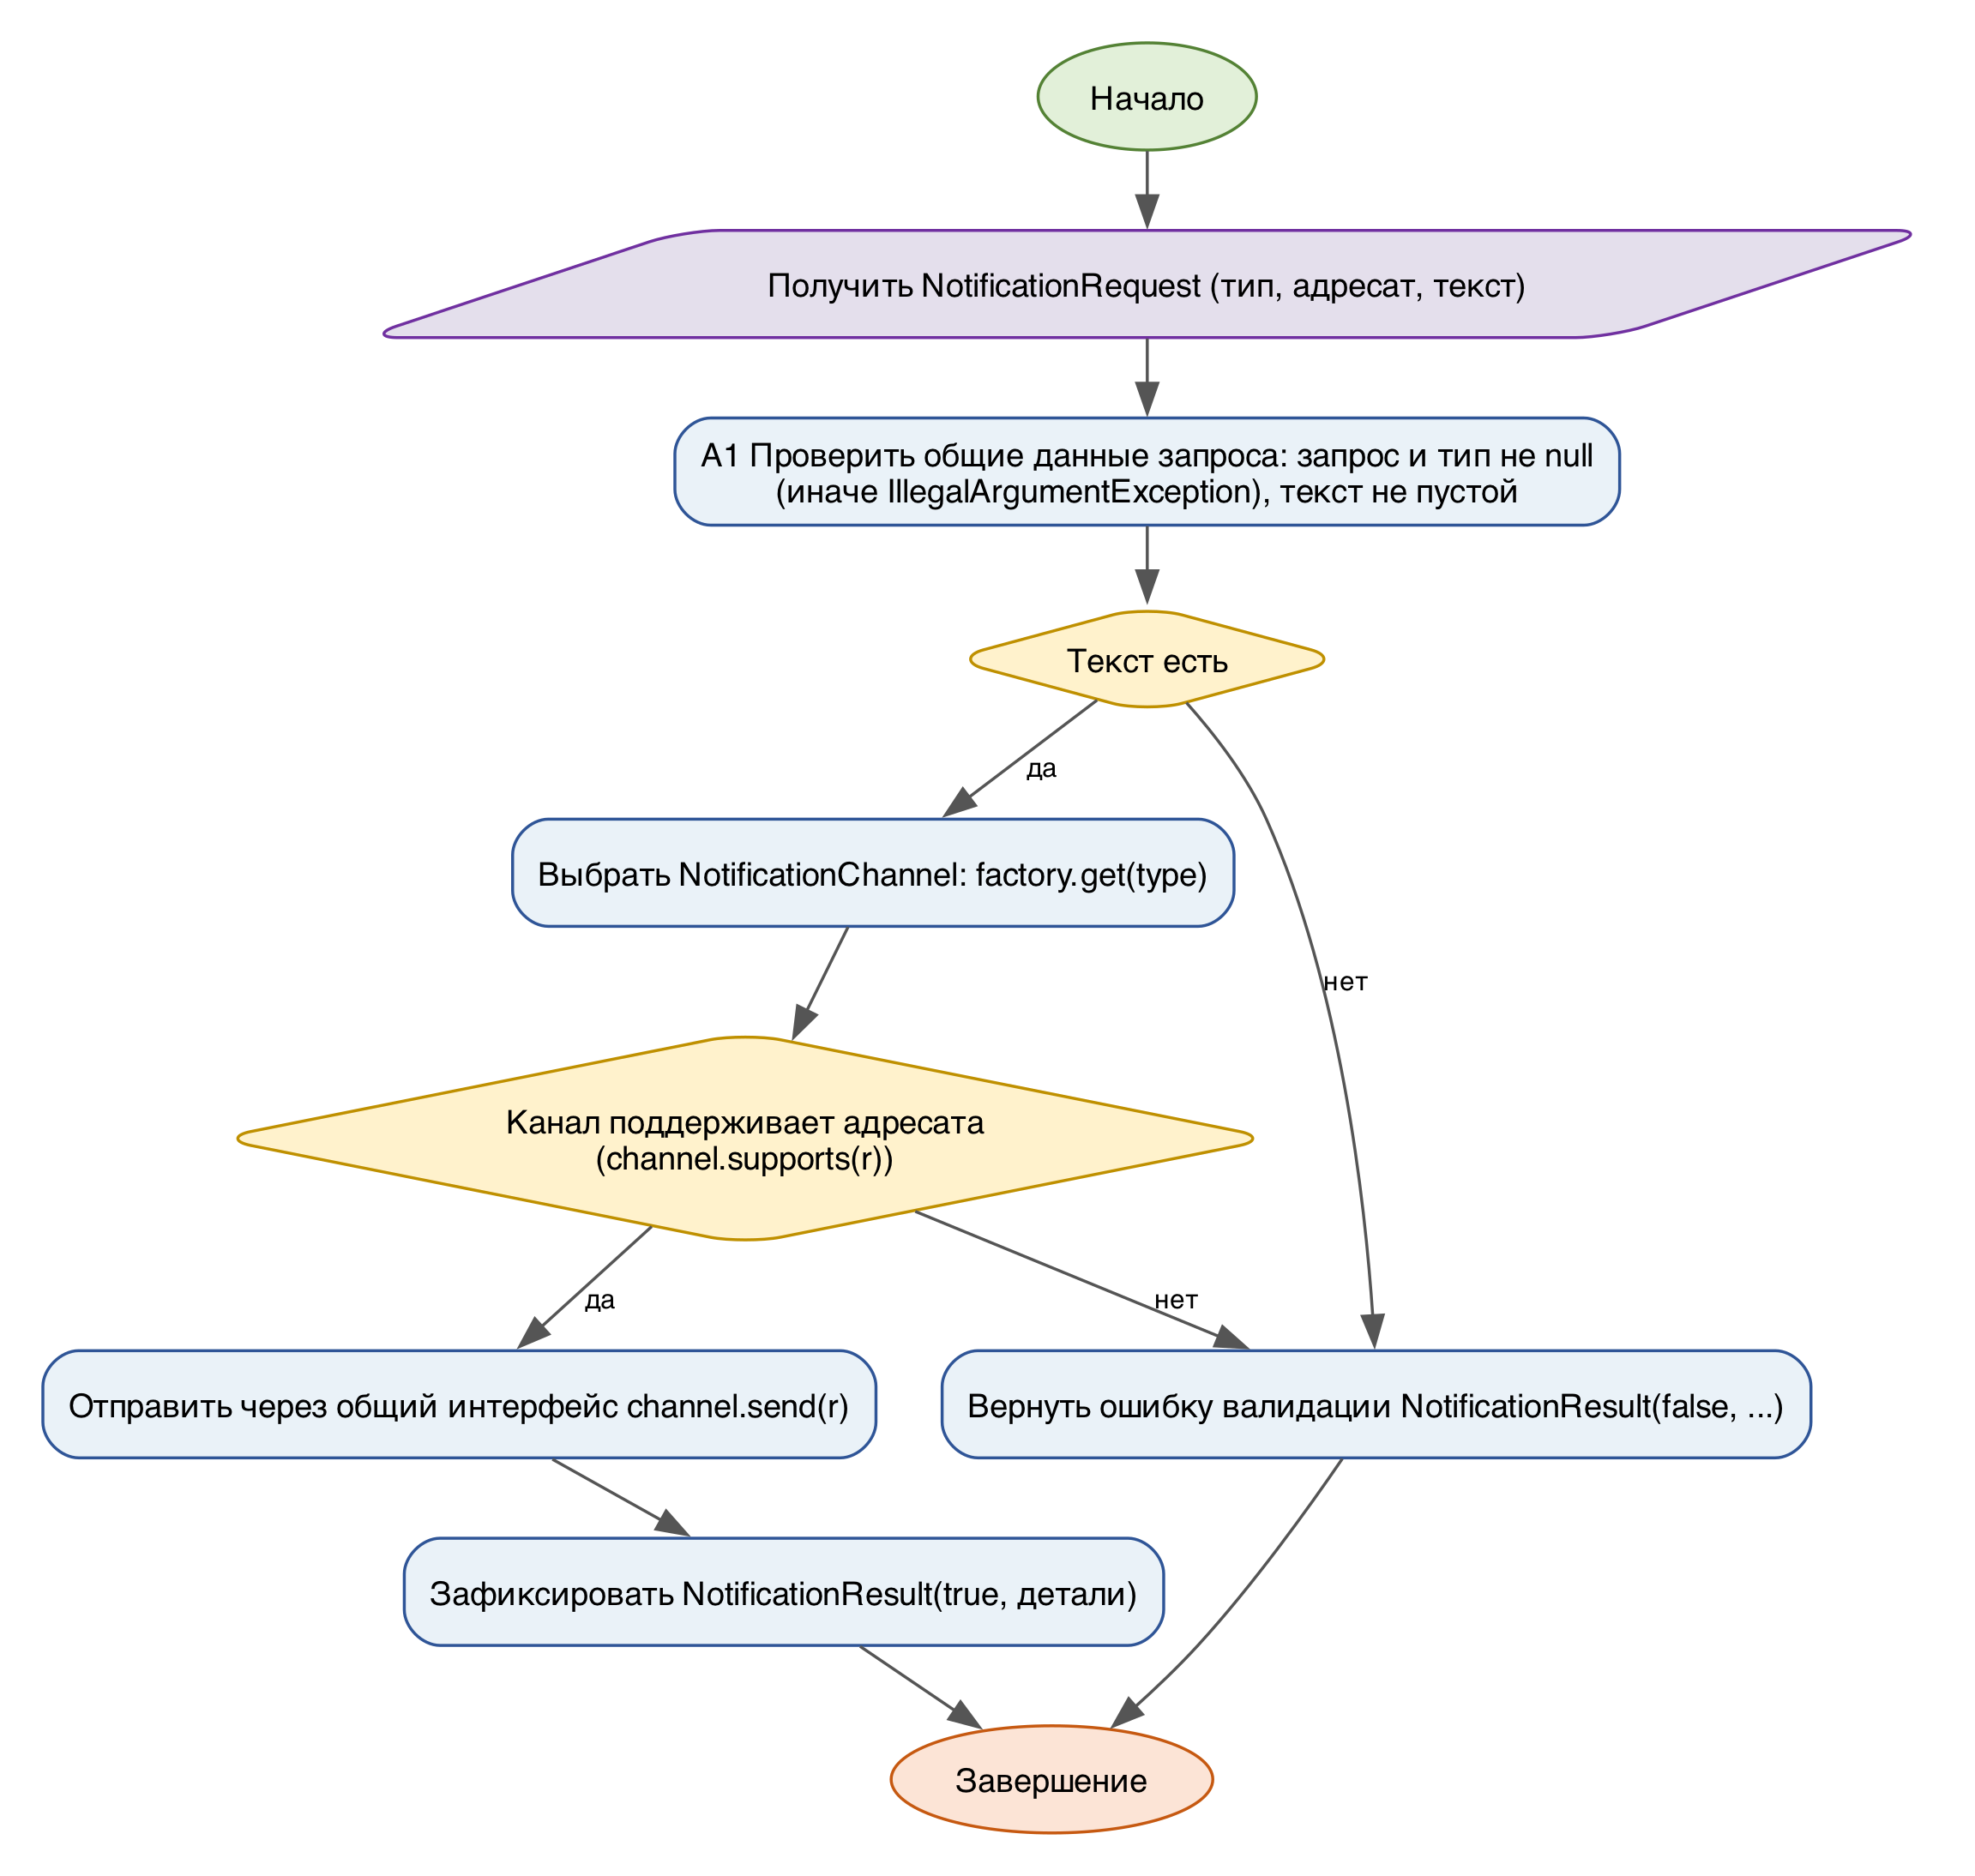 Начало
Получить NotificationRequest (тип, адресат, текст)
А1 Проверить общие данные запроса: запрос и тип не null
(иначе IllegalArgumentException), текст не пустой
Текст есть
да
Выбрать NotificationChannel: factory.get(type)
нет
Канал поддерживает адресата
(channel.supports(r))
да
нет
Отправить через общий интерфейс channel.send(r)
Вернуть ошибку валидации NotificationResult(false, ...)
Зафиксировать NotificationResult(true, детали)
Завершение